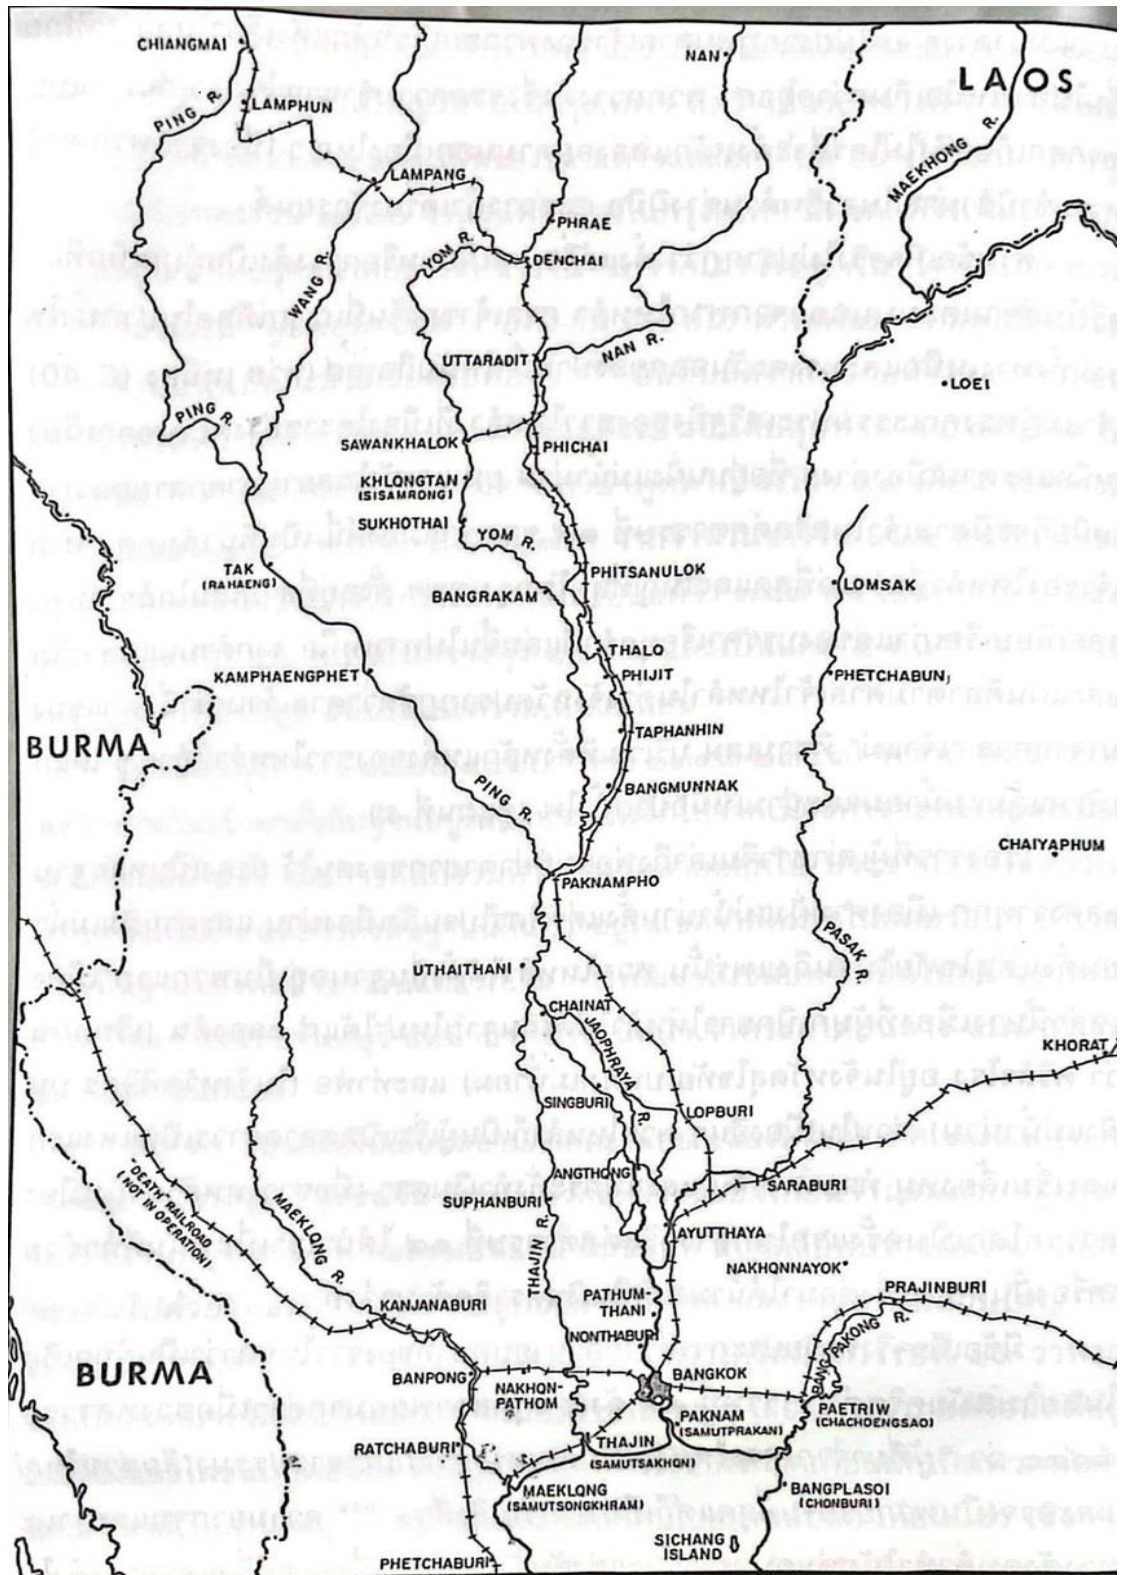 CHIANGMAI
NAN
LAOS
PING R.
LAMPHUN
MAEKHONG R.
LAMPANG
PHRAE
YOM R.
DENCHAI
WANG R.
UTTARADIT
NAN R.
LOEI
PING R.
SAWANKHALOK
PHICHAI
KHLONGTAN
(SISAMRONG)
SUKHOTHAI
YOM R.
TAK
(RAHAENG)
PHITSANULOK
BANGRAKAM
LOMSAK
THALO
KAMPHAENGPHET
PHIJIT
PHETCHABUN
TAPHANHIN
BURMA
PING R.
BANGMUNNAK
CHAIYAPHUM
PAKNAMPHO
PASAK R.
UTHAITHANI
CHAINAT
JAOPHRAYA R.
KHORAT
SINGBURI
LOPBURI
ANGTHONG
SARABURI
"DEATH" RAILROAD
(NOT IN OPERATION)
MAEKLONG R.
SUPHANBURI
THAJIN R.
AYUTTHAYA
NAKHONNAYOK
PATHUM-
THANI
PRAJINBURI
KANJANABURI
NONTHABURI
BANG PAKONG R.
BURMA
BANPONG
NAKHON-
PATHOM
BANGKOK
PAETRIW
(CHACHOENGSAO)
PAKNAM
(SAMUTPRAKAN)
RATCHABURI
THAJIN
(SAMUTSAKHON)
MAEKLONG
(SAMUTSONGKHRAM)
BANGPLASOI
(CHONBURI)
SICHANG
ISLAND
PHETCHABURI